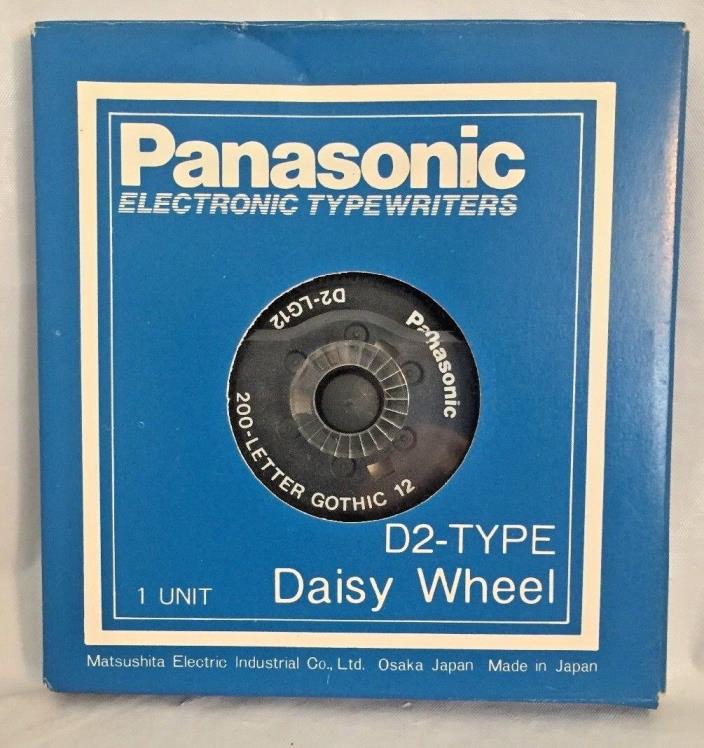 Panasonic
ELECTRONIC TYPEWRITERS
D2-LG12
Panasonic
200-LETTER GOTHIC 12
D2-TYPE
1 UNIT Daisy Wheel
Matsushita Electric Industrial Co., Ltd. Osaka Japan Made in Japan